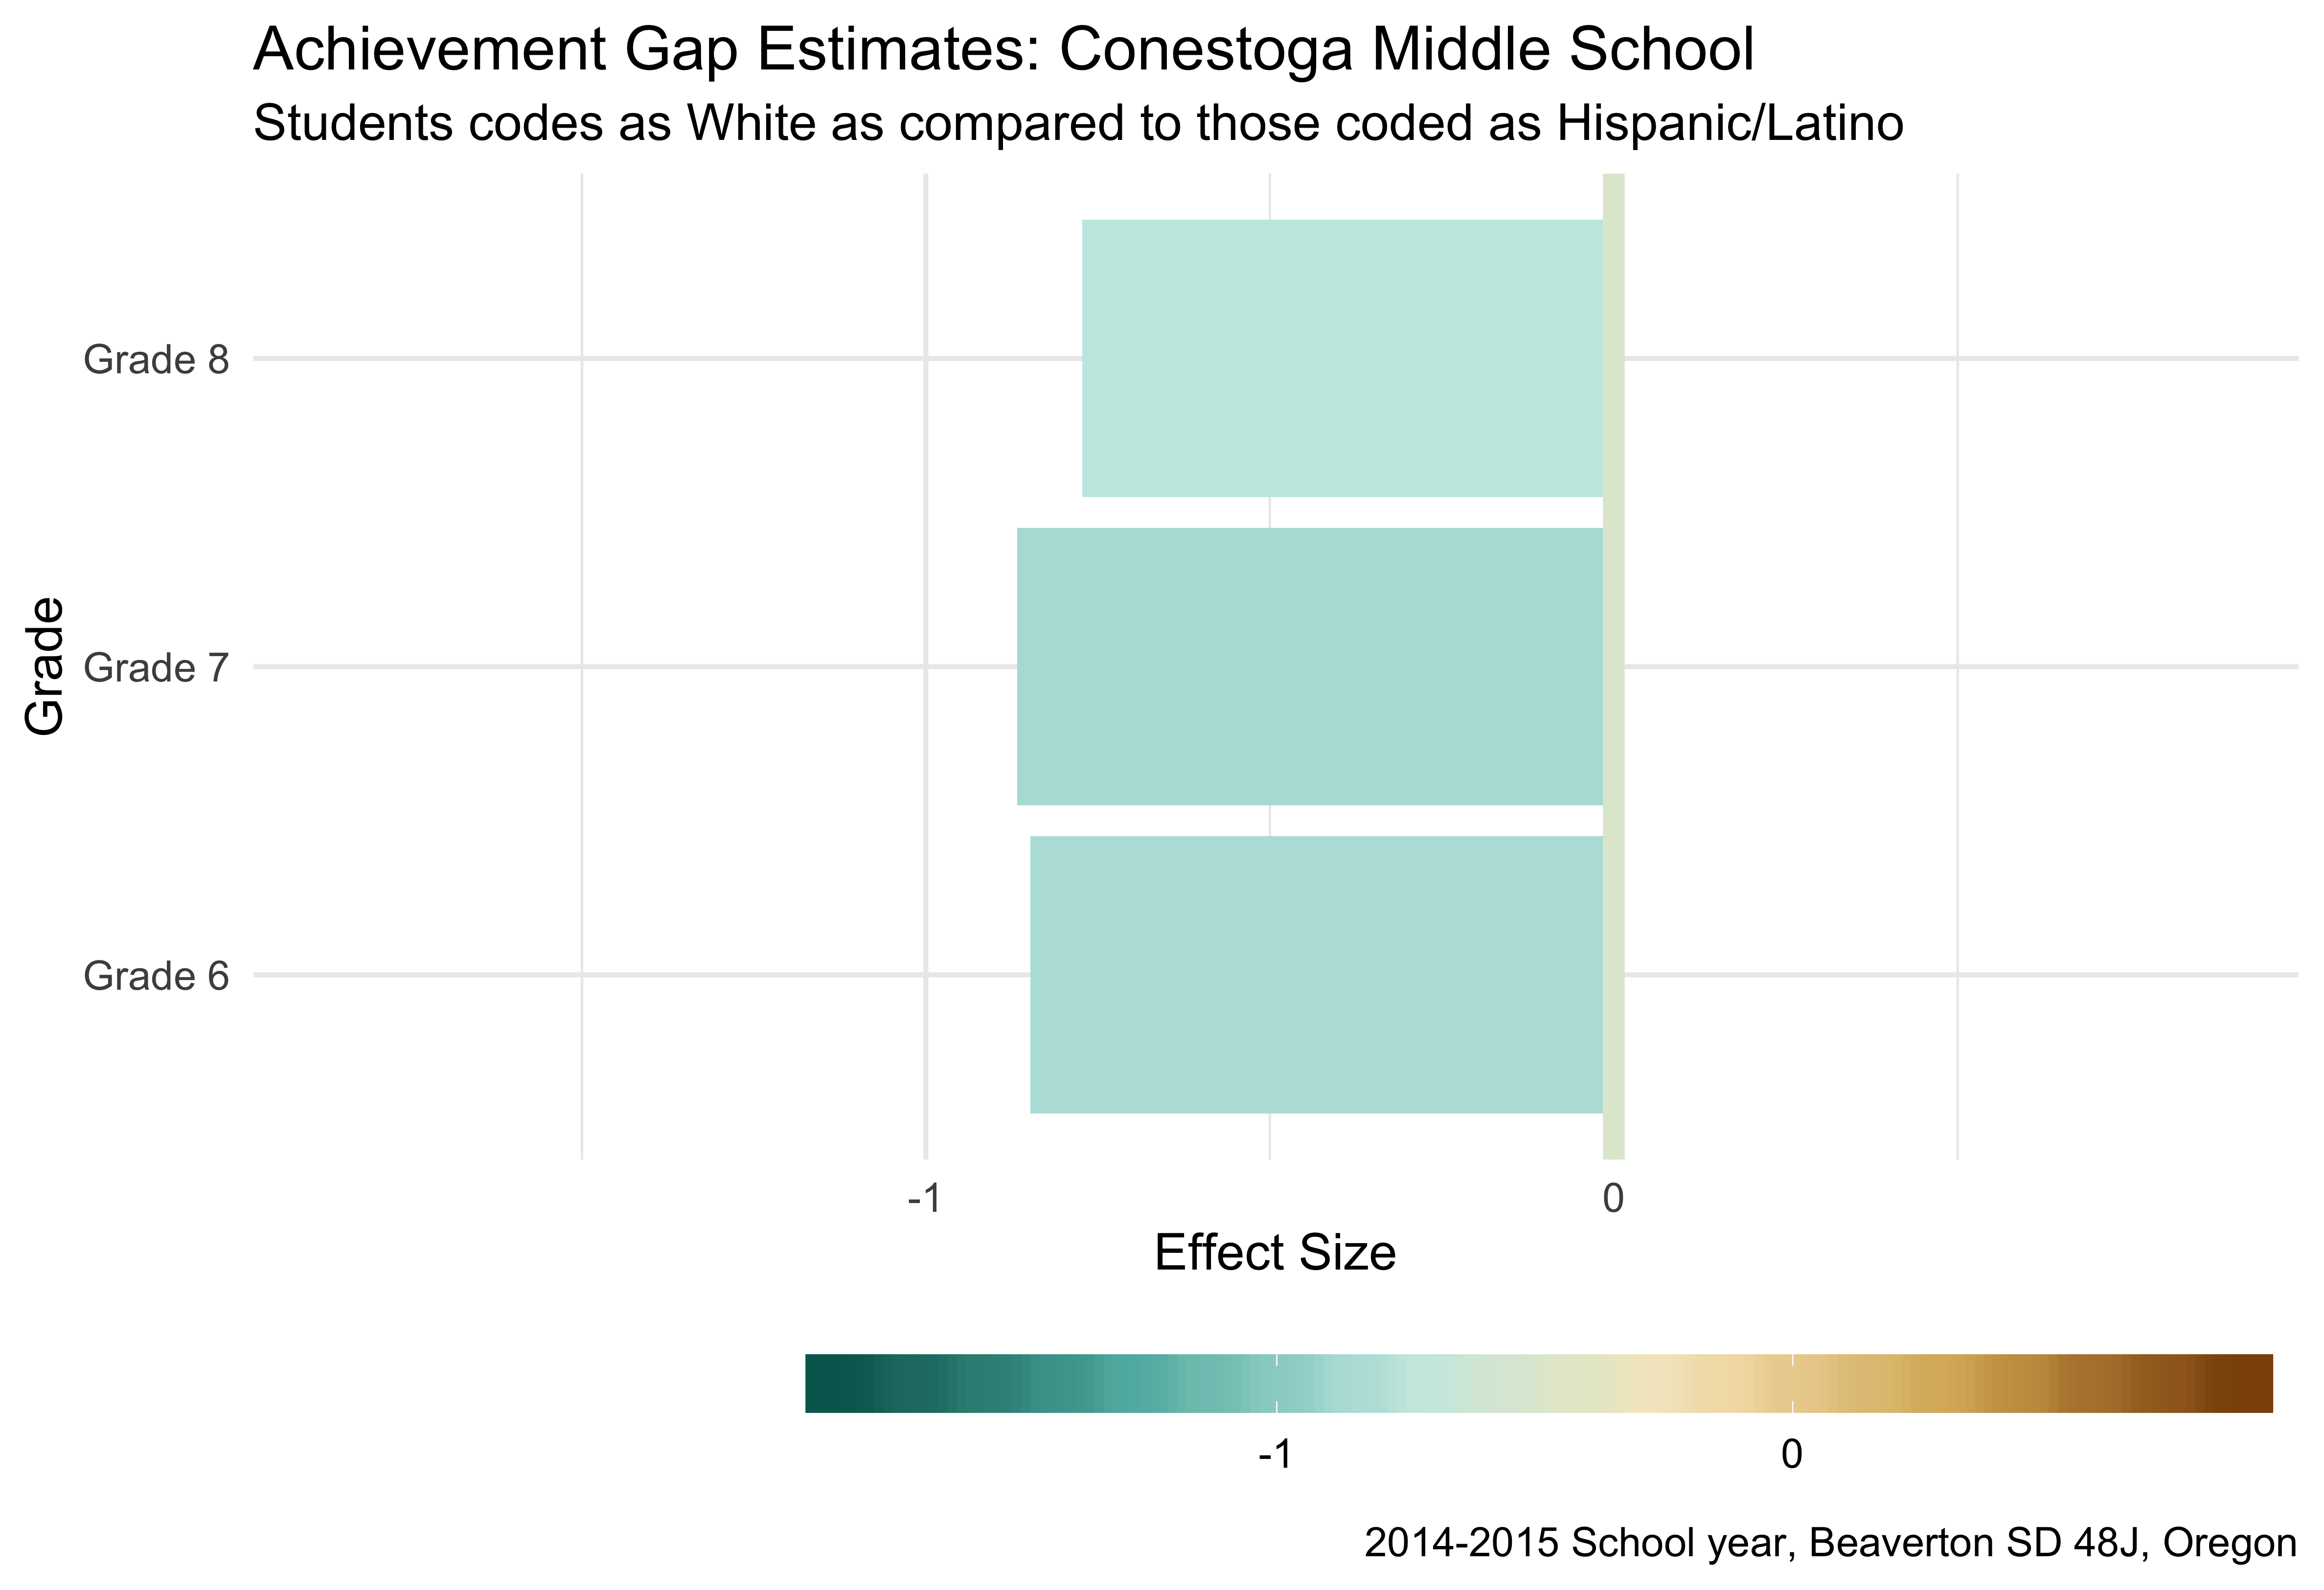 Achievement Gap Estimates: Conestoga Middle School
Students codes as White as compared to those coded as Hispanic/Latino
Grade
Grade 8
Grade 7
Grade 6
-1
0
Effect Size
-1
0
2014-2015 School year, Beaverton SD 48J, Oregon